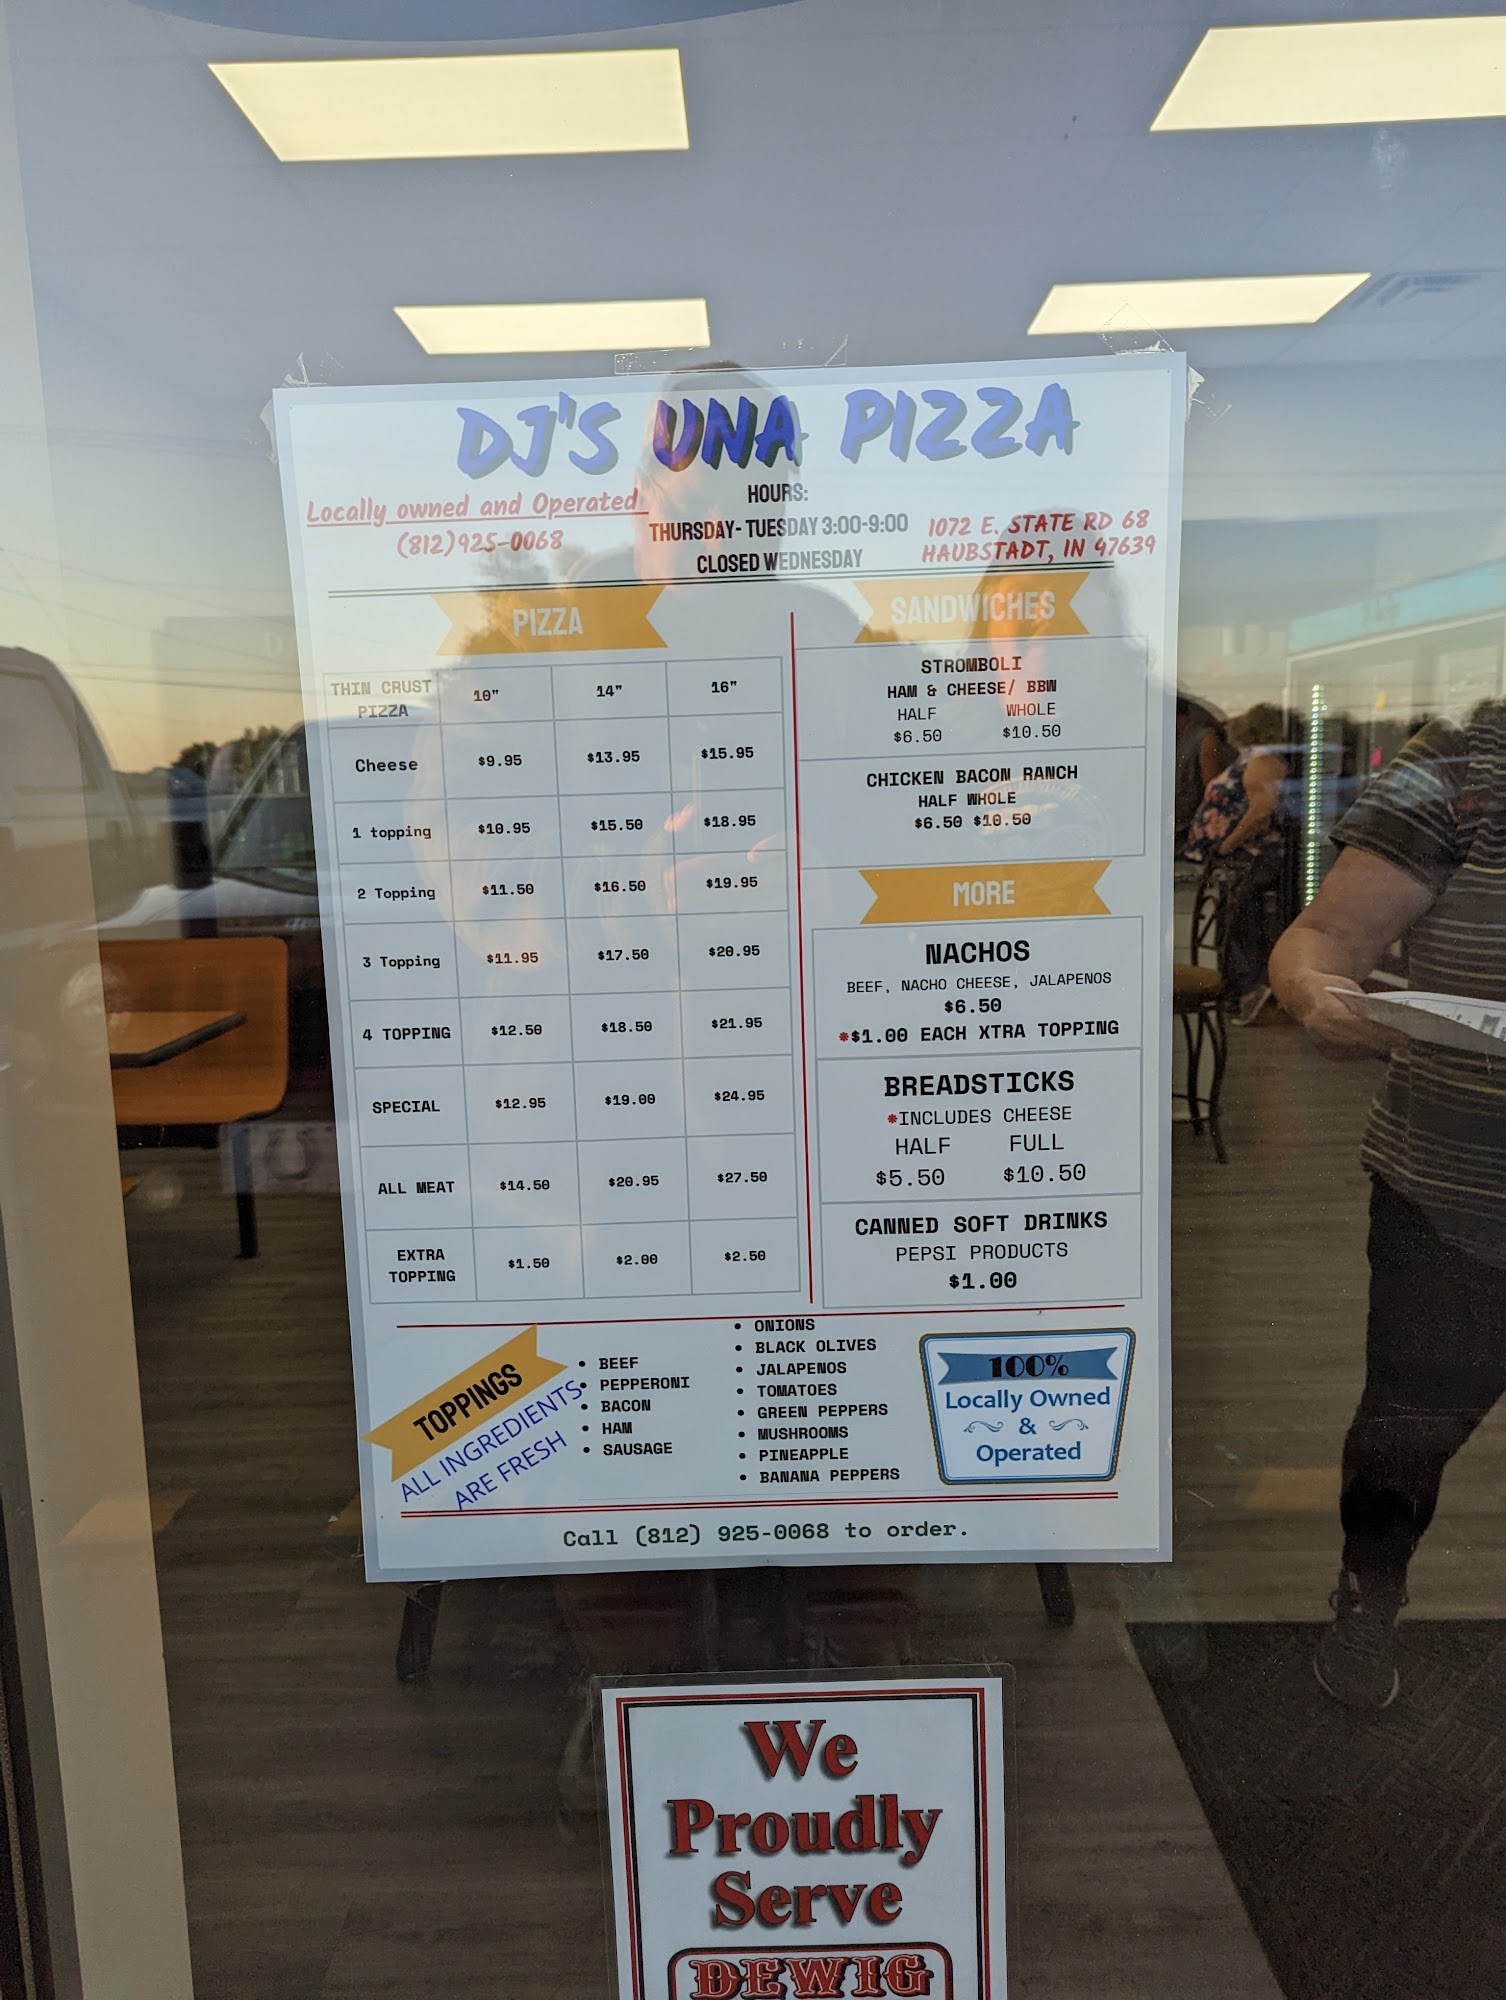 DJ'S UNA PIZZA
Locally owned and Operated
(812)925-0068
HOURS:
THURSDAY- TUESDAY 3:00-9:00
CLOSED WEDNESDAY
1072 E. STATE RD 68
HAUBSTADT, IN 47639
PIZZA
THIN CRUST PIZZA 10" 14" 16"
Cheese $9.95 $13.95 $15.95
1 topping $10.95 $15.50 $18.95
2 Topping $11.50 $16.50 $19.95
3 Topping $11.95 $17.50 $20.95
4 TOPPING $12.50 $18.50 $21.95
SPECIAL $12.95 $19.00 $24.95
ALL MEAT $14.50 $20.95 $27.50
EXTRA TOPPING $1.50 $2.00 $2.50
SANDWICHES
STROMBOLI
HAM & CHEESE/ BBW
HALF WHOLE
$6.50 $10.50
CHICKEN BACON RANCH
HALF WHOLE
$6.50 $10.50
MORE
NACHOS
BEEF, NACHO CHEESE, JALAPENOS
$6.50
*$1.00 EACH XTRA TOPPING
BREADSTICKS
*INCLUDES CHEESE
HALF FULL
$5.50 $10.50
CANNED SOFT DRINKS
PEPSI PRODUCTS
$1.00
TOPPINGS
ALL INGREDIENTS
ARE FRESH
• BEEF
• PEPPERONI
• BACON
• HAM
• SAUSAGE
• ONIONS
• BLACK OLIVES
• JALAPENOS
• TOMATOES
• GREEN PEPPERS
• MUSHROOMS
• PINEAPPLE
• BANANA PEPPERS
100%
Locally Owned
&
Operated
Call (812) 925-0068 to order.
We
Proudly
Serve
DEWIG